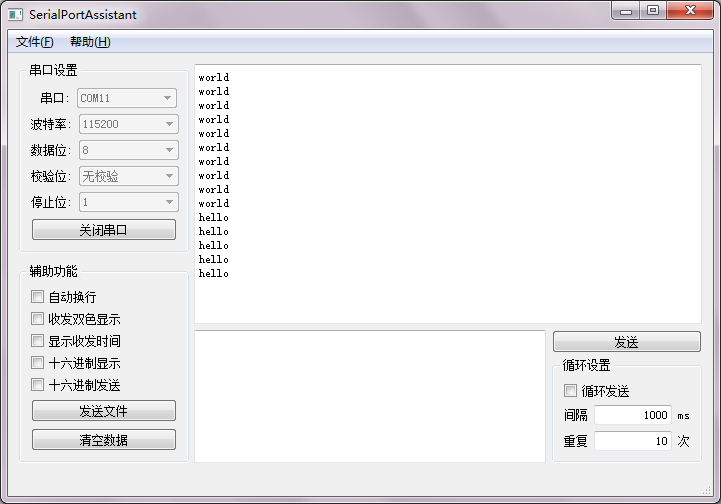 SerialPortAssistant
文件(F) 帮助(H)
串口设置
串口: COM11
波特率: 115200
数据位: 8
校验位: 无校验
停止位: 1
关闭串口
辅助功能
自动换行
收发双色显示
显示收发时间
十六进制显示
十六进制发送
发送文件
清空数据
world
world
world
world
world
world
world
world
world
world
hello
hello
hello
hello
hello
发送
循环设置
循环发送
间隔 1000 ms
重复 10 次